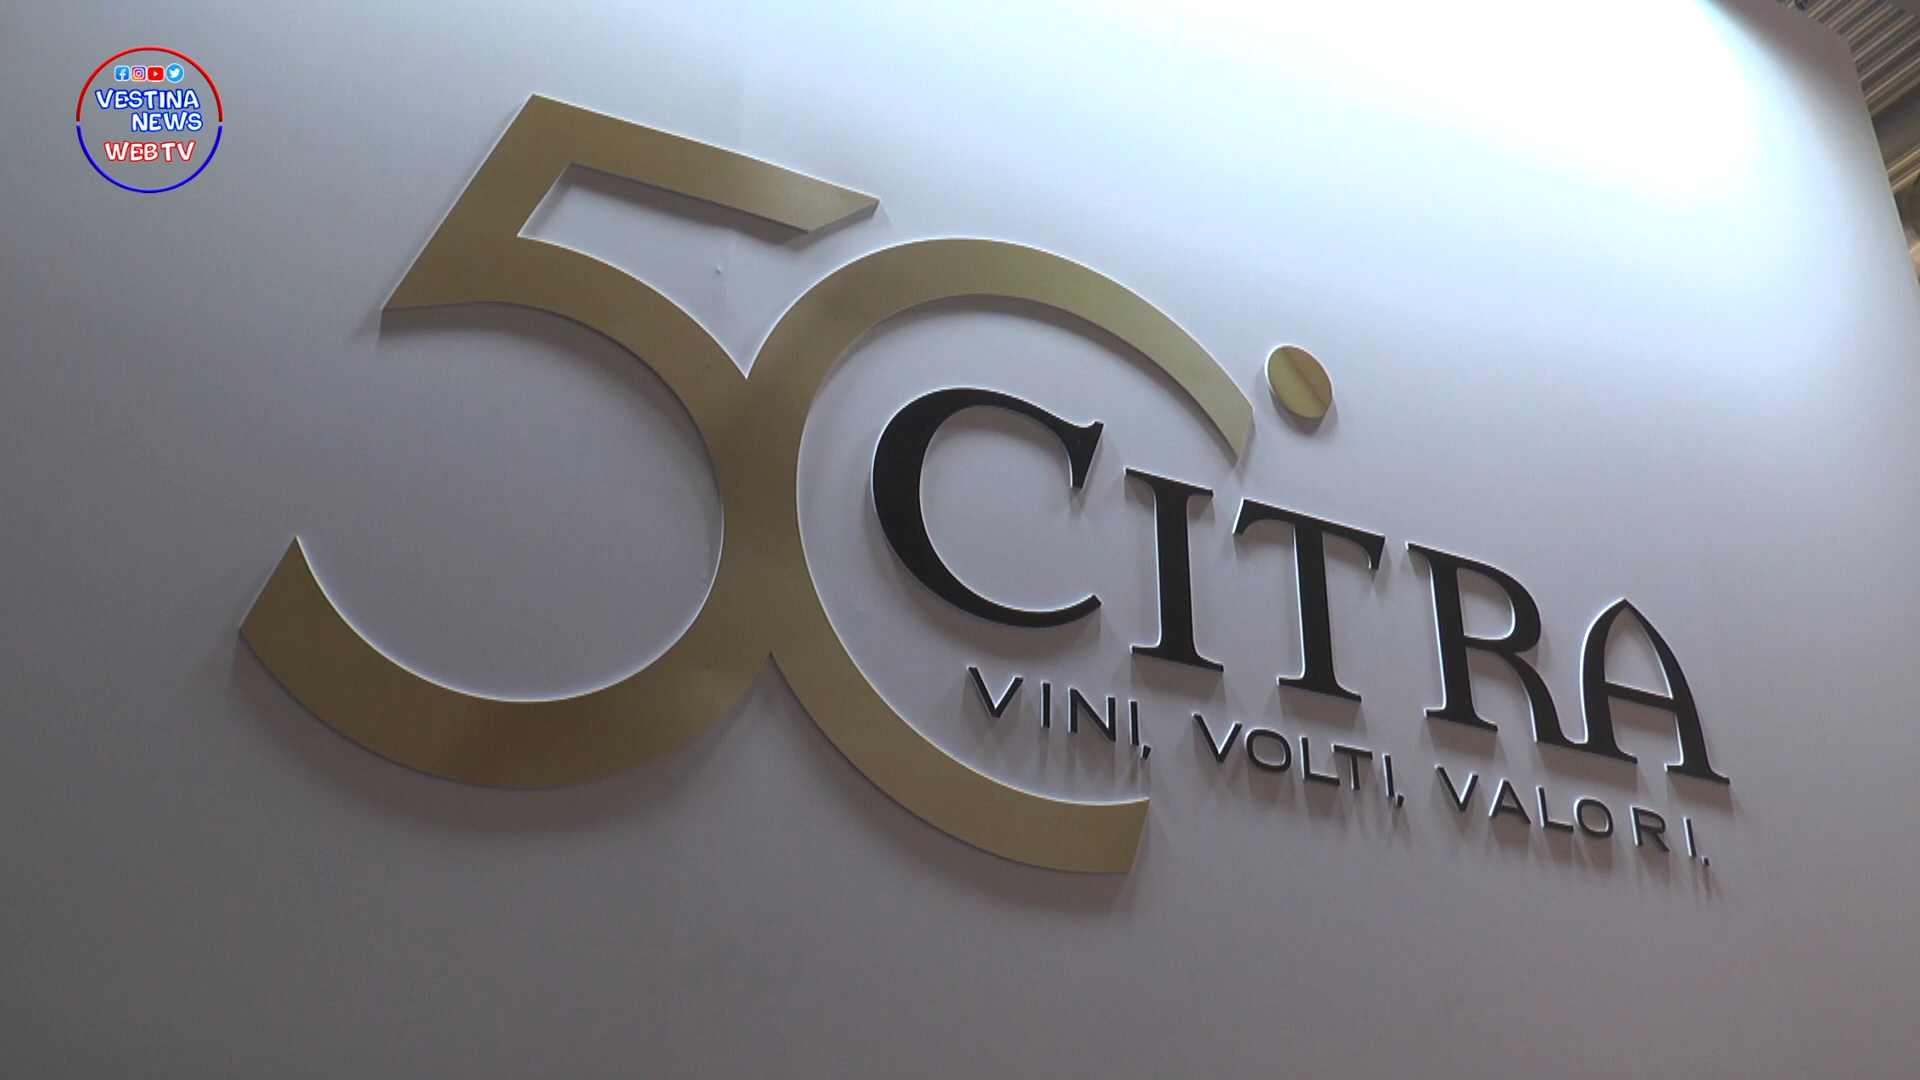 VESTINA
NEWS
WEB TV
50
CITRA
VINI, VOLTI, VALORI.